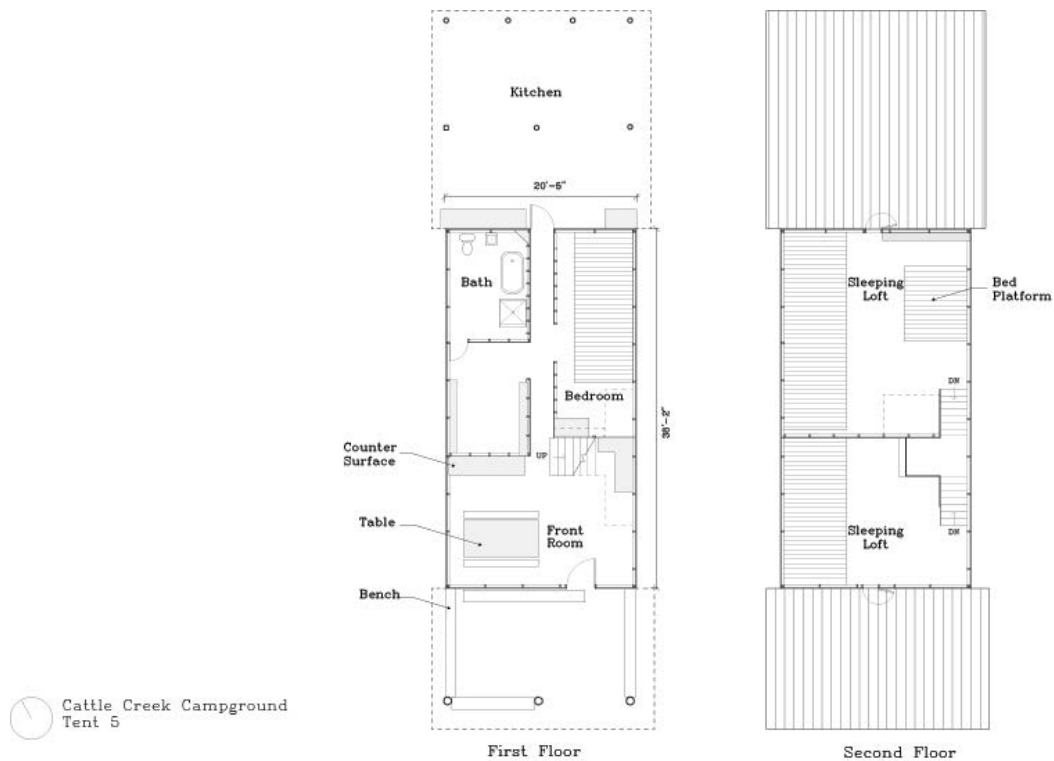 Kitchen
20'-5"
Bath
Bedroom
38'-2"
Counter
Surface
UP
Table
Front
Room
Bench
First Floor
Sleeping
Loft
Bed
Platform
DN
DN
Sleeping
Loft
Second Floor
Cattle Creek Campground
Tent 5